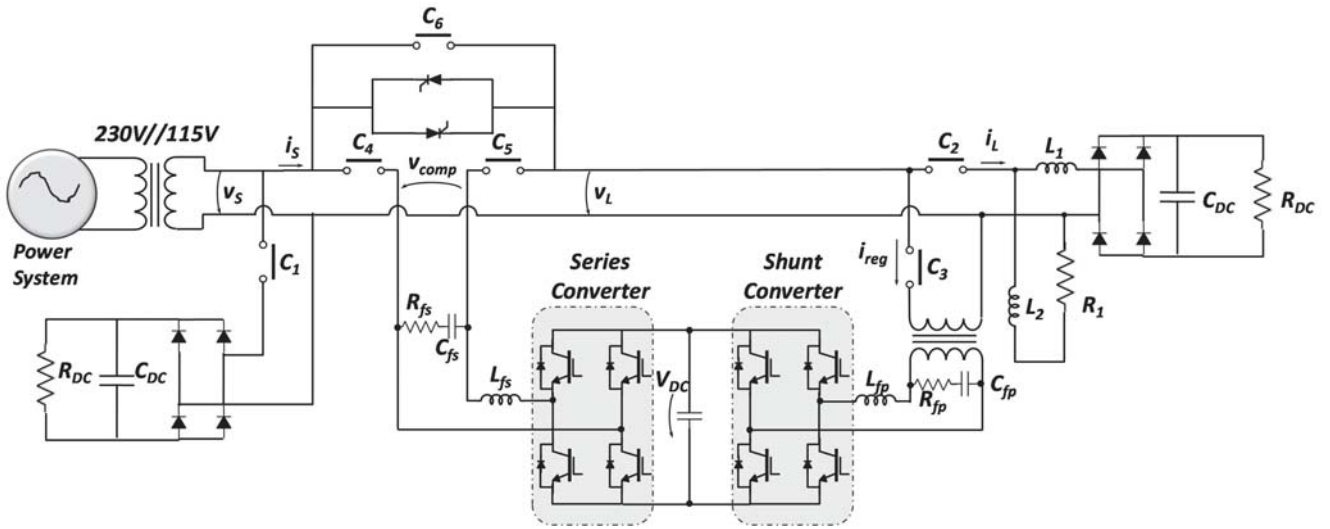 C6
230V//115V
iS
C4
vcomp
C5
C2
iL
L1
vS
vL
CDC
RDC
Power
System
C1
Series
Converter
Shunt
Converter
ireg
C3
Rfs
Cfs
L2
R1
RDC
CDC
Lfs
VDC
Lfp
Rfp
Cfp